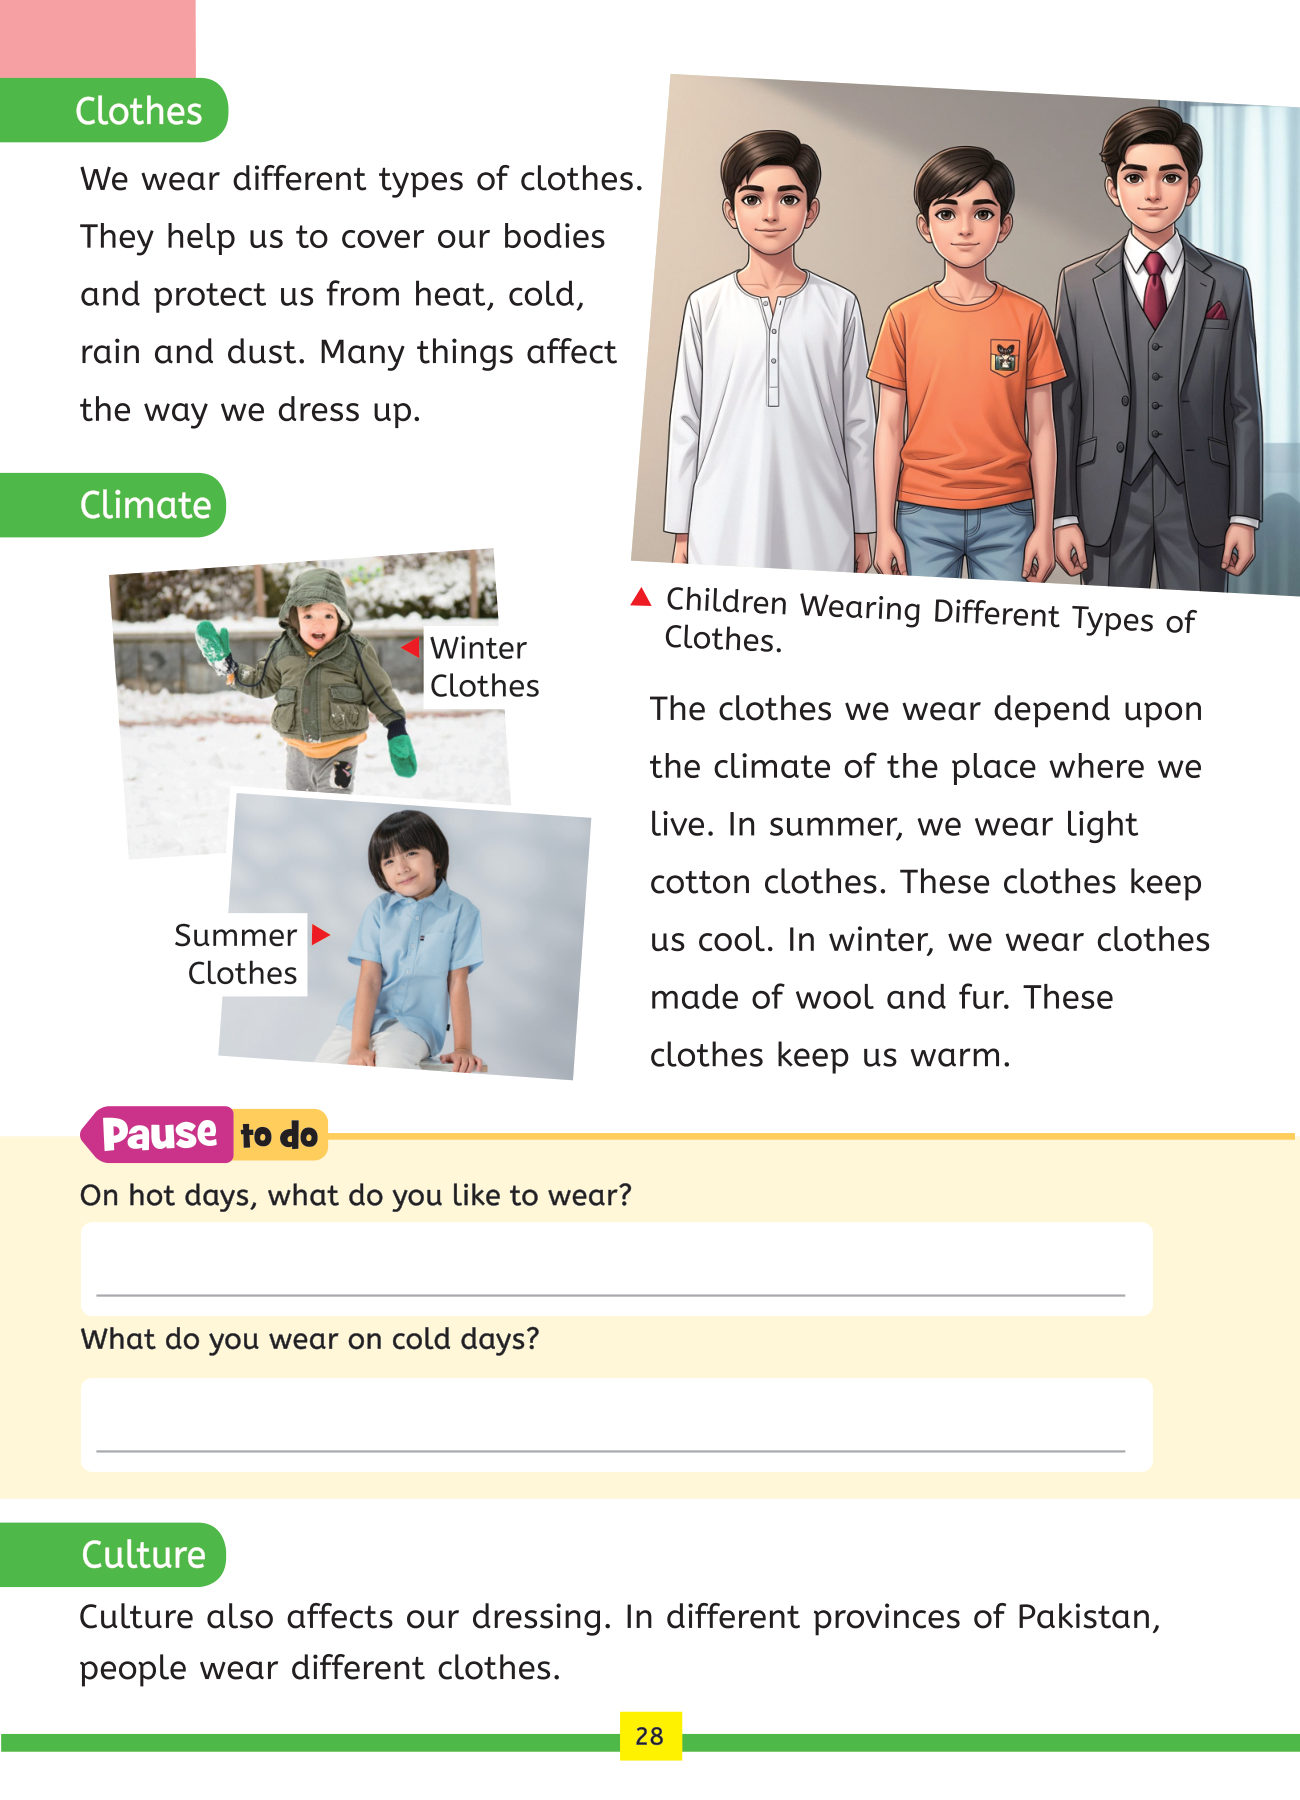 Clothes
We wear different types of clothes.
They help us to cover our bodies
and protect us from heat, cold,
rain and dust. Many things affect
the way we dress up.
Children Wearing Different Types of
Clothes.
Climate
Winter
Clothes
Summer
Clothes
The clothes we wear depend upon
the climate of the place where we
live. In summer, we wear light
cotton clothes. These clothes keep
us cool. In winter, we wear clothes
made of wool and fur. These
clothes keep us warm.
Pause to do
On hot days, what do you like to wear?
What do you wear on cold days?
Culture
Culture also affects our dressing. In different provinces of Pakistan,
people wear different clothes.
28